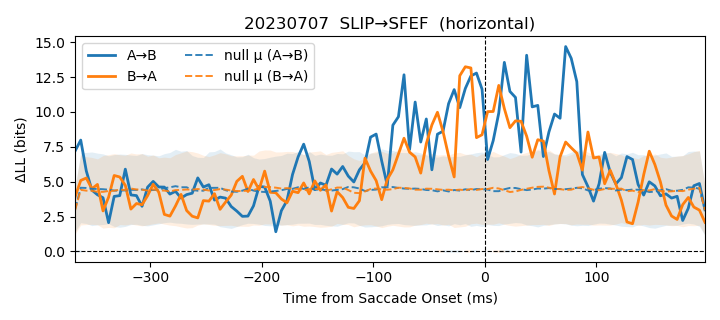 20230707  SLIP→SFEF  (horizontal)
A→B
B→A
null μ (A→B)
null μ (B→A)
ΔLL (bits)
15.0
12.5
10.0
7.5
5.0
2.5
0.0
−300
−200
−100
0
100
Time from Saccade Onset (ms)